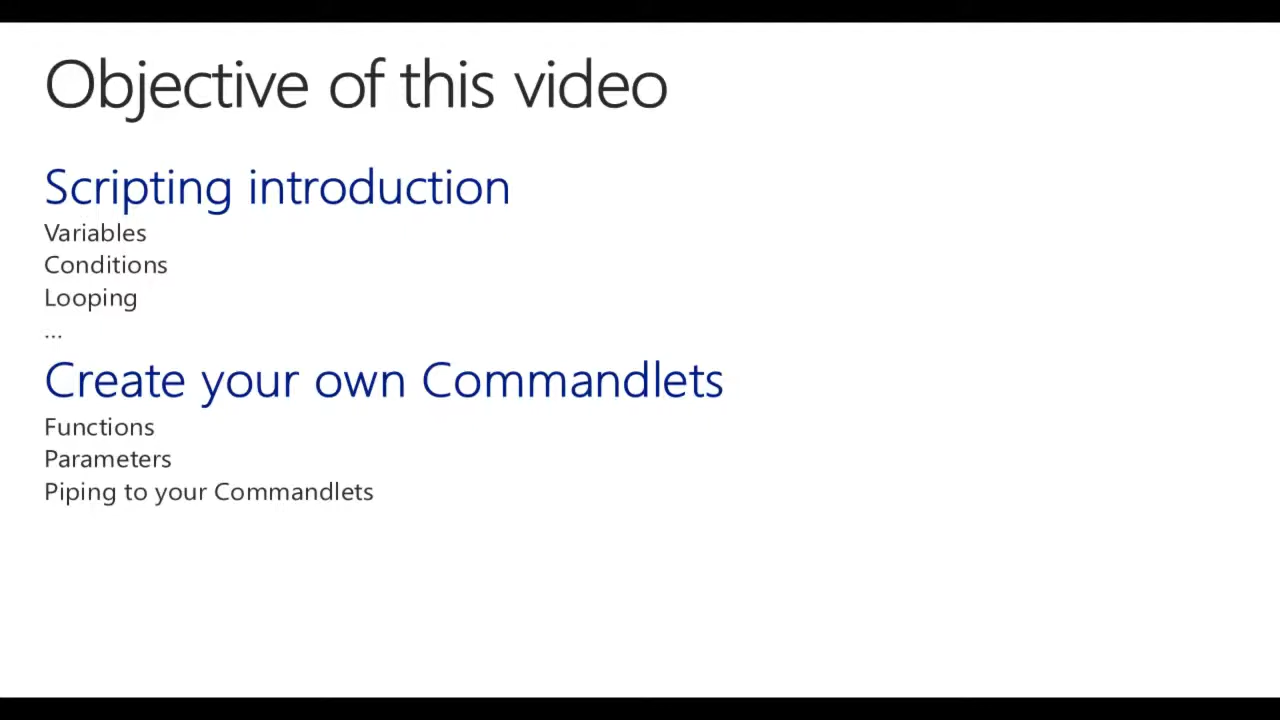 Objective of this video
Scripting introduction
Variables
Conditions
Looping
...
Create your own Commandlets
Functions
Parameters
Piping to your Commandlets